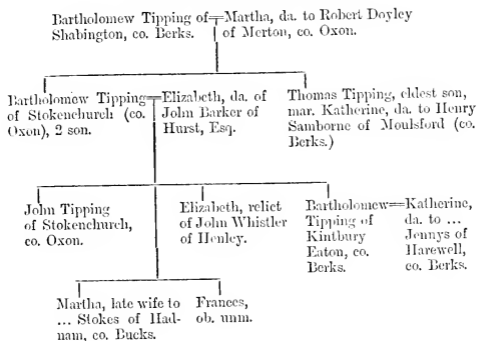 Bartholomew Tipping of = Martha, da. to Robert Doyley
Shabington, co. Berks. of Merton, co. Oxon.
Bartholomew Tipping = Elizabeth, da. of
of Stokenchurch (co. John Barker of
Oxon), 2 son. Hurst, Esq.
Thomas Tipping, eldest son,
mar. Katherine, da. to Henry
Samborne of Moulsford (co.
Berks.)
John Tipping
of Stokenchurch,
co. Oxon.
Elizabeth, relict
of John Whistler
of Henley.
Bartholomew = Katherine,
Tipping of da. to ...
Kintbury Jennys of
Eaton, co. Harewell,
Berks. co. Berks.
Martha, late wife to
... Stokes of Had-
nam, co. Bucks.
Frances,
ob. unm.